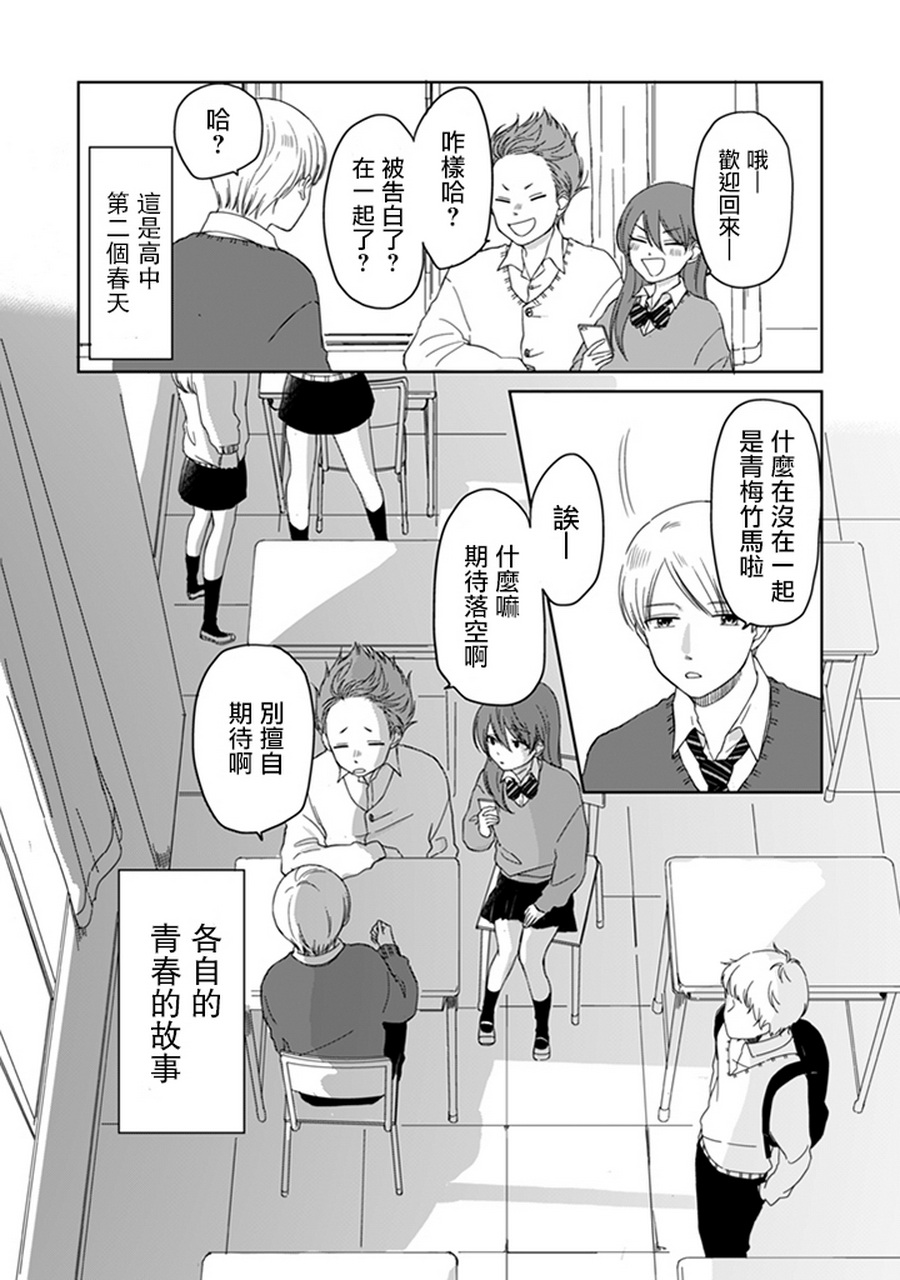 哦—
歡迎回來—
咋樣哈?
被告白了?
在一起了?
哈?
這是高中
第二個春天
什麼在沒在一起
是青梅竹馬啦
誒—
什麼嘛
期待落空啊
別擅自
期待啊
各自的
青春的故事